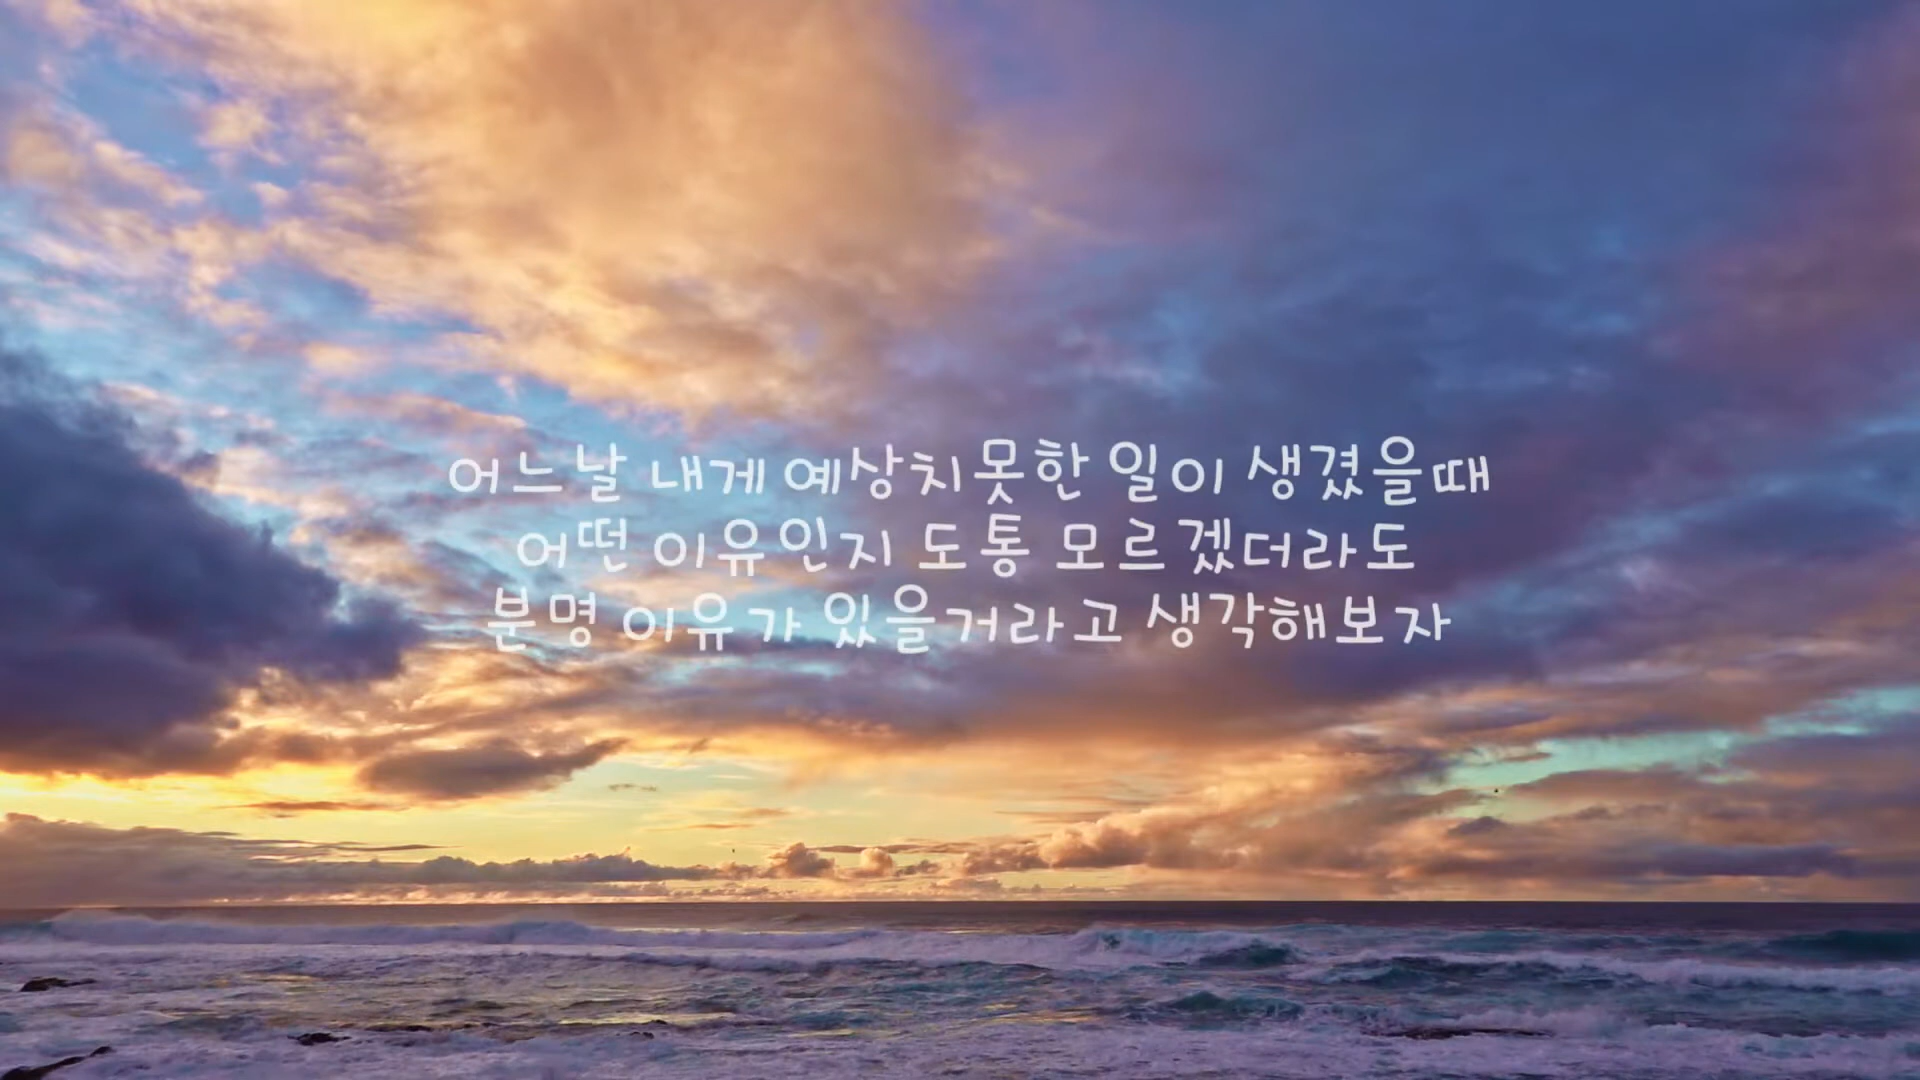 어느날 내게 예상치못한 일이 생겼을때
어떤 이유인지 도통 모르겠더라도
분명 이유가 있을거라고 생각해보자